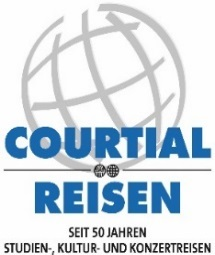 COURTIAL
REISEN
SEIT 50 JAHREN
STUDIEN-, KULTUR- UND KONZERTREISEN